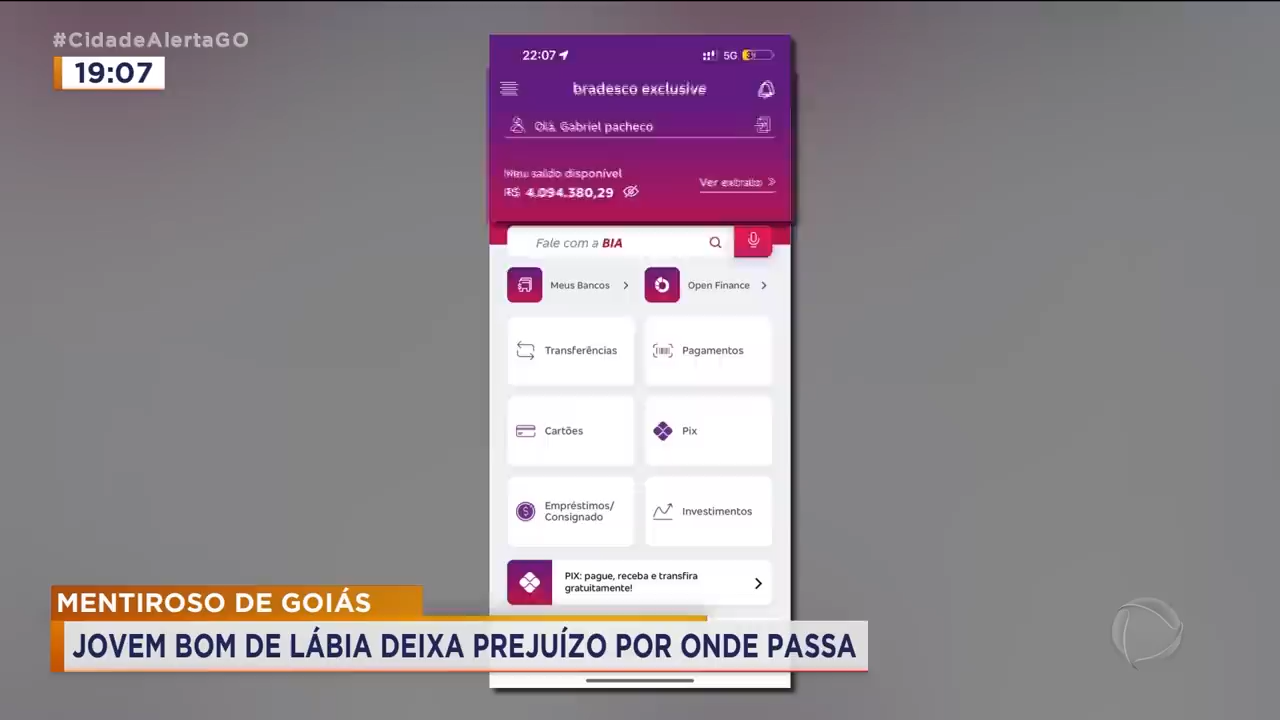 #CidadeAlertaGO
19:07
22:07
5G
bradesco exclusive
Olá, Gabriel pacheco
Meu saldo disponível
R$ 4.094.380,29
Ver extrato
Fale com a BIA
Meus Bancos
Open Finance
Transferências
Pagamentos
Cartões
Pix
Empréstimos/
Consignado
Investimentos
PIX: pague, receba e transfira
gratuitamente!
MENTIROSO DE GOIÁS
JOVEM BOM DE LÁBIA DEIXA PREJUÍZO POR ONDE PASSA